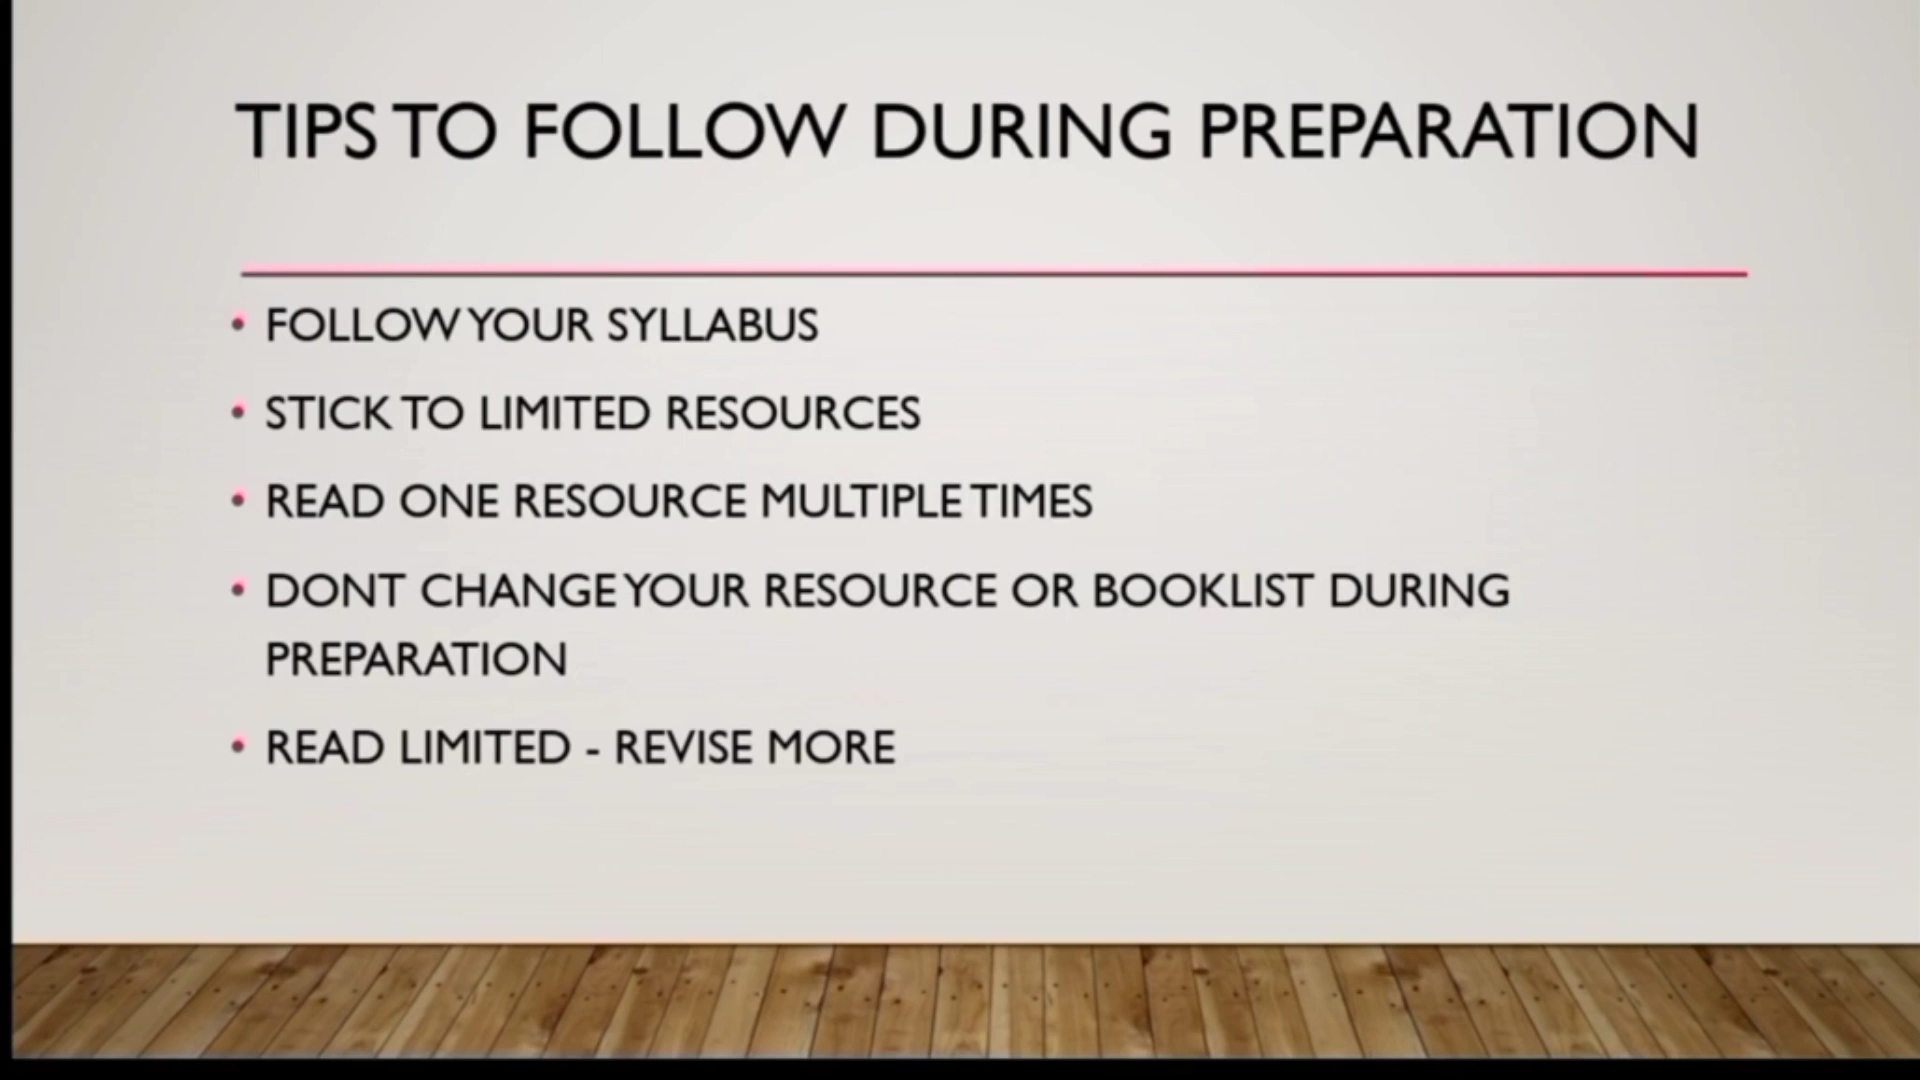 TIPS TO FOLLOW DURING PREPARATION
• FOLLOW YOUR SYLLABUS
• STICK TO LIMITED RESOURCES
• READ ONE RESOURCE MULTIPLE TIMES
• DONT CHANGE YOUR RESOURCE OR BOOKLIST DURING
PREPARATION
• READ LIMITED - REVISE MORE